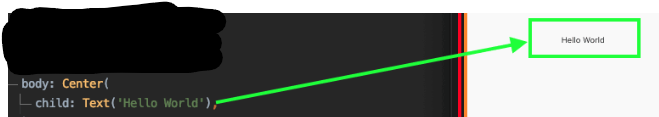 body: Center(
child: Text('Hello World'),
Hello World